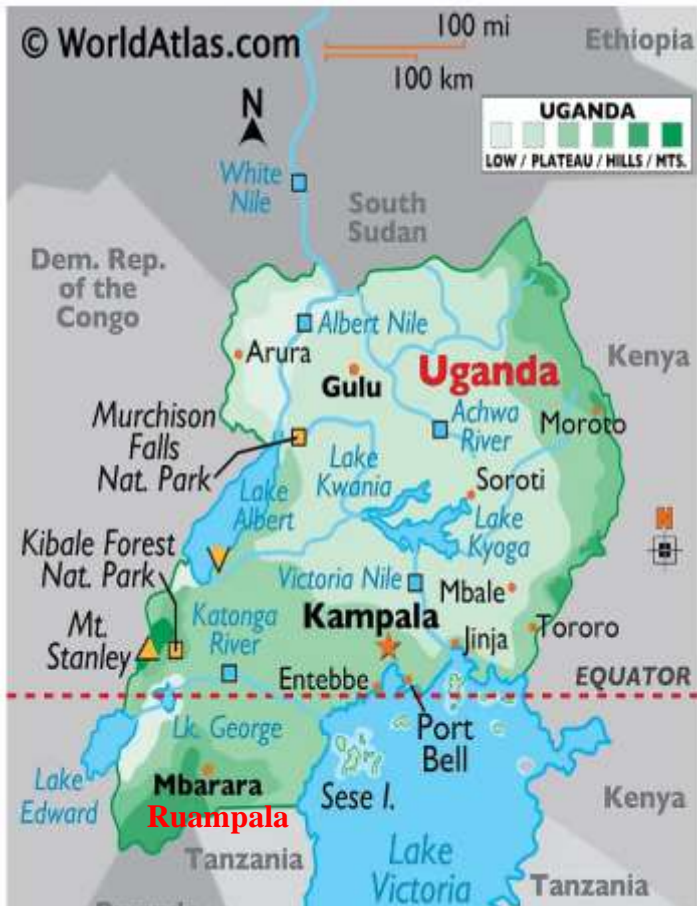 © WorldAtlas.com
100 mi
100 km
Ethiopia
N
UGANDA
LOW / PLATEAU / HILLS / MTS.
White
Nile
South
Sudan
Dem. Rep.
of the
Congo
Albert Nile
Arura
Gulu
Uganda
Kenya
Murchison
Falls
Nat. Park
Achwa
River
Moroto
Lake
Kwania
Soroti
Lake
Albert
Lake
Kyoga
N
Kibale Forest
Nat. Park
Victoria Nile
Mbale
Mt.
Stanley
Katonga
River
Kampala
Jinja
Tororo
Entebbe
EQUATOR
Lk. George
Port
Bell
Lake
Edward
Mbarara
Sese I.
Kenya
Ruampala
Tanzania
Lake
Victoria
Tanzania